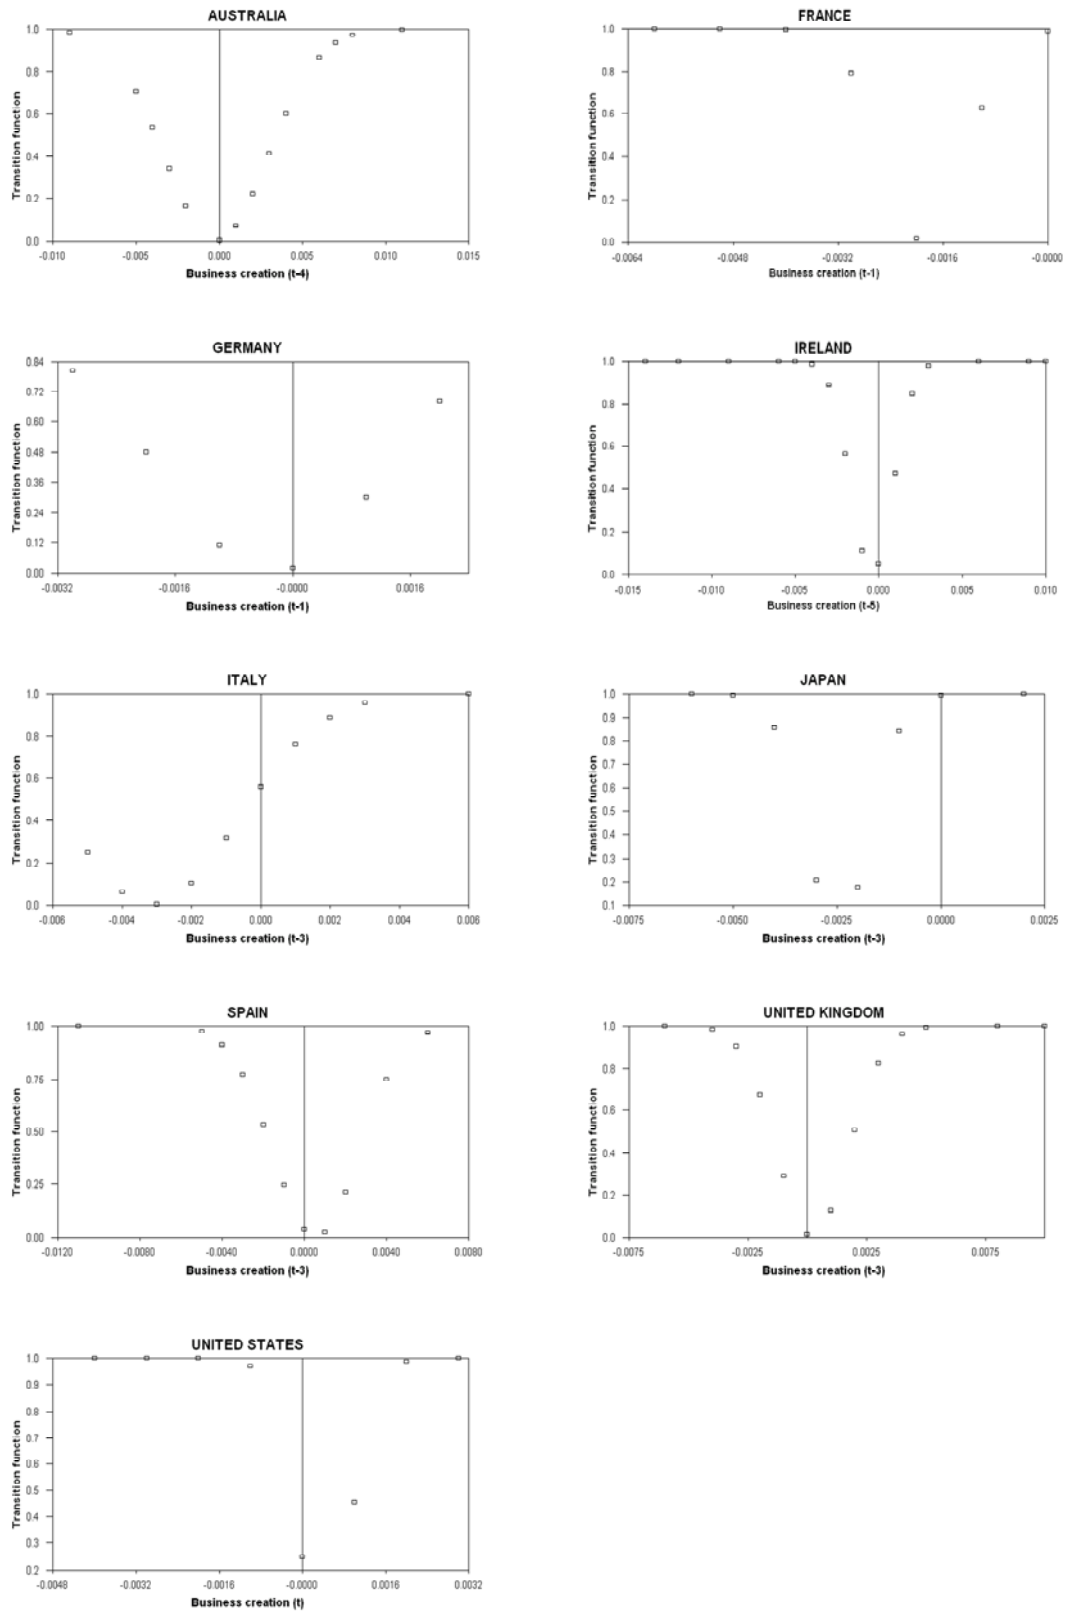 AUSTRALIA
Transition function
1.0
0.8
0.6
0.4
0.2
0.0
-0.010 -0.005 0.000 0.005 0.010 0.015
Business creation (t-4)
FRANCE
Transition function
1.0
0.8
0.6
0.4
0.2
0.0
-0.0064 -0.0048 -0.0032 -0.0016 -0.0000
Business creation (t-1)
GERMANY
Transition function
0.84
0.72
0.60
0.48
0.36
0.24
0.12
0.00
-0.0032 -0.0016 -0.0000 0.0016
Business creation (t-1)
IRELAND
Transition function
1.0
0.8
0.6
0.4
0.2
0.0
-0.015 -0.010 -0.005 0.000 0.005 0.010
Business creation (t-5)
ITALY
Transition function
1.0
0.8
0.6
0.4
0.2
0.0
-0.006 -0.004 -0.002 0.000 0.002 0.004 0.006
Business creation (t-3)
JAPAN
Transition function
1.0
0.9
0.8
0.7
0.6
0.5
0.4
0.3
0.2
0.1
-0.0075 -0.0050 -0.0025 0.0000 0.0025
Business creation (t-3)
SPAIN
Transition function
1.00
0.75
0.50
0.25
0.00
-0.0120 -0.0080 -0.0040 0.0000 0.0040 0.0080
Business creation (t-3)
UNITED KINGDOM
Transition function
1.0
0.8
0.6
0.4
0.2
0.0
-0.0075 -0.0025 0.0025 0.0075
Business creation (t-3)
UNITED STATES
Transition function
1.0
0.9
0.8
0.7
0.6
0.5
0.4
0.3
0.2
-0.0048 -0.0032 -0.0016 -0.0000 0.0016 0.0032
Business creation (t)